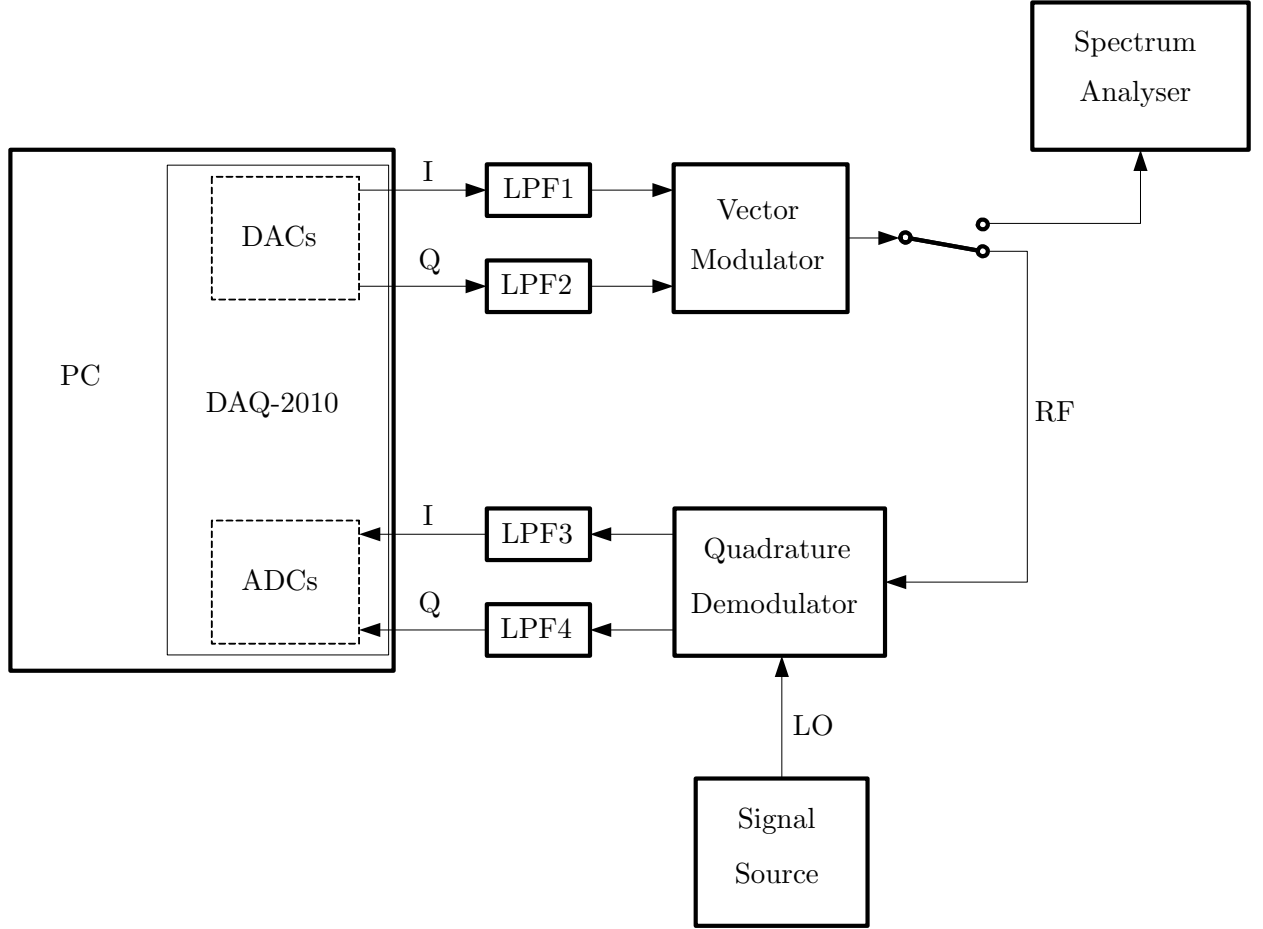 Spectrum
Analyser
I
LPF1
DACs
Vector
Modulator
Q
LPF2
PC
DAQ-2010
RF
I
LPF3
ADCs
Quadrature
Demodulator
Q
LPF4
LO
Signal
Source